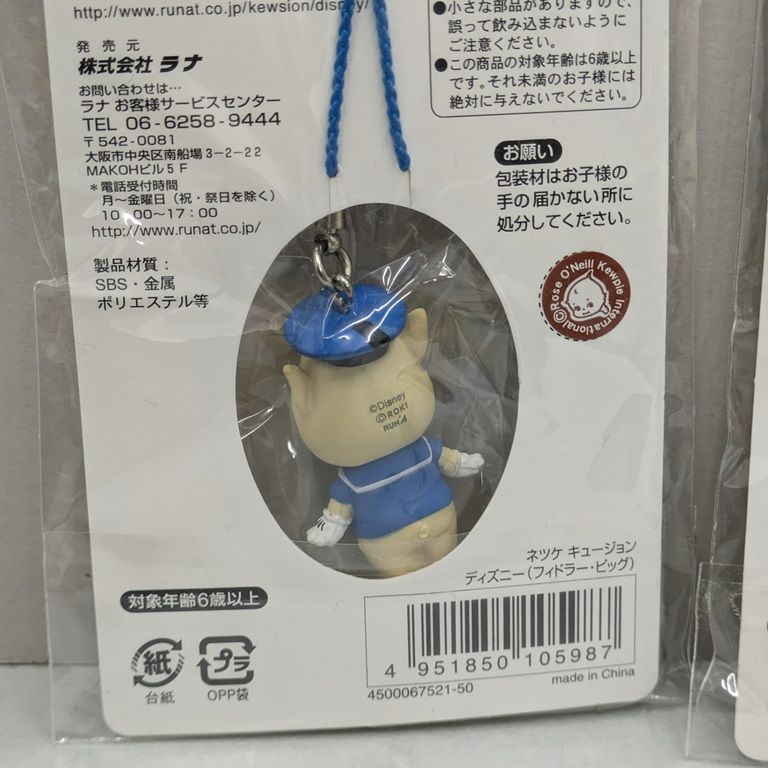 http://www.runat.co.jp/kewsion/disney/
発売元
株式会社 ラナ
お問い合わせは…
ラナ お客様サービスセンター
TEL 06-6258-9444
〒542-0081
大阪市中央区南船場3-2-22
MAKOHビル5F
*電話受付時間
月～金曜日(祝・祭日を除く)
10:00～17:00
http://www.runat.co.jp/
製品材質:
SBS・金属
ポリエステル等
●小さな部品がありますので、
誤って飲み込まないように
ご注意ください。
●この商品の対象年齢は6歳以上
です。それ未満のお子様には
絶対に与えないでください。
お願い
包装材はお子様の
手の届かない所に
処分してください。
©Rose O'Neill Kewpie International
©Disney
©ROKI
RUNA
ネツケ キュージョン
ディズニー(フィドラー・ピッグ)
対象年齢6歳以上
紙
台紙
プラ
OPP袋
4 951850 105987
4500067521-50
made in China